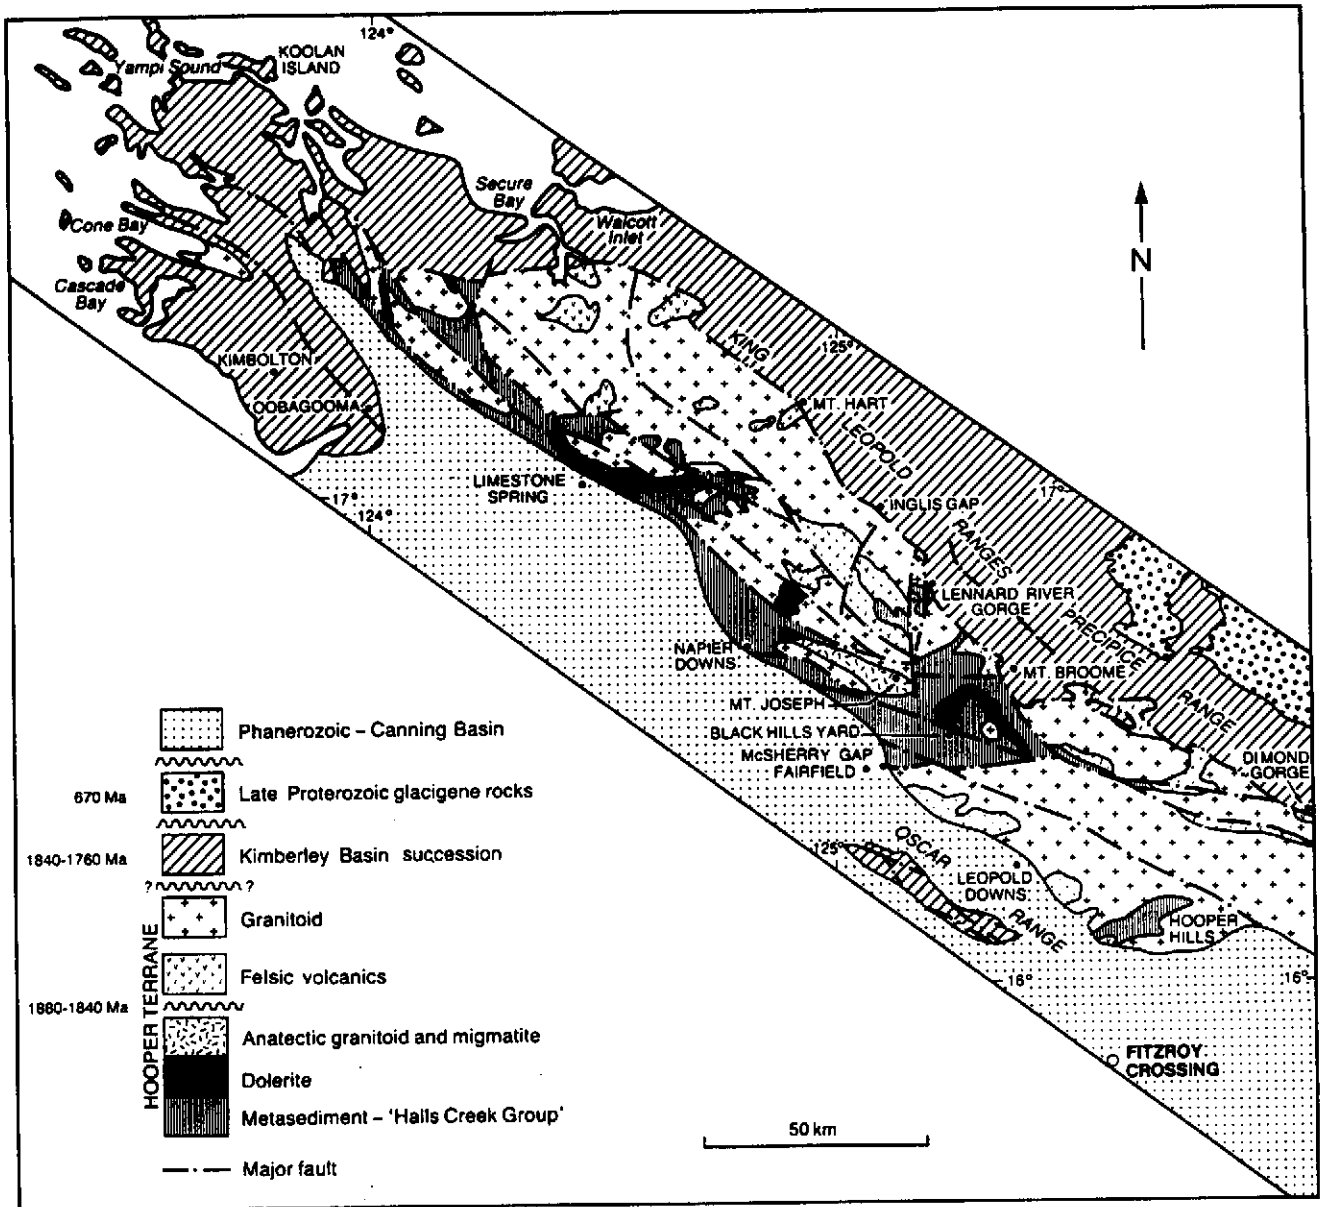 124°
KOOLAN
ISLAND
Yampi Sound
Secure
Bay
Walcott
Inlet
Cone Bay
Cascade
Bay
N
KIMBOLTON
OOBAGOOMA
KING
125°
MT. HART
LEOPOLD
17°
124°
LIMESTONE
SPRING
INGLIS GAP
17°
RANGES
LENNARD RIVER
GORGE
PRECIPICE
NAPIER
DOWNS
MT. BROOME
RANGE
MT. JOSEPH
BLACK HILLS YARD
McSHERRY GAP
FAIRFIELD
DIMOND
GORGE
OSCAR
125°
LEOPOLD
DOWNS
RANGE
HOOPER
HILLS
16°
16°
FITZROY
CROSSING
Phanerozoic – Canning Basin
670 Ma
Late Proterozoic glacigene rocks
1840-1760 Ma
Kimberley Basin succession
? ?
Granitoid
Felsic volcanics
1880-1840 Ma
HOOPER TERRANE
Anatectic granitoid and migmatite
Dolerite
Metasediment – 'Halls Creek Group'
Major fault
50 km